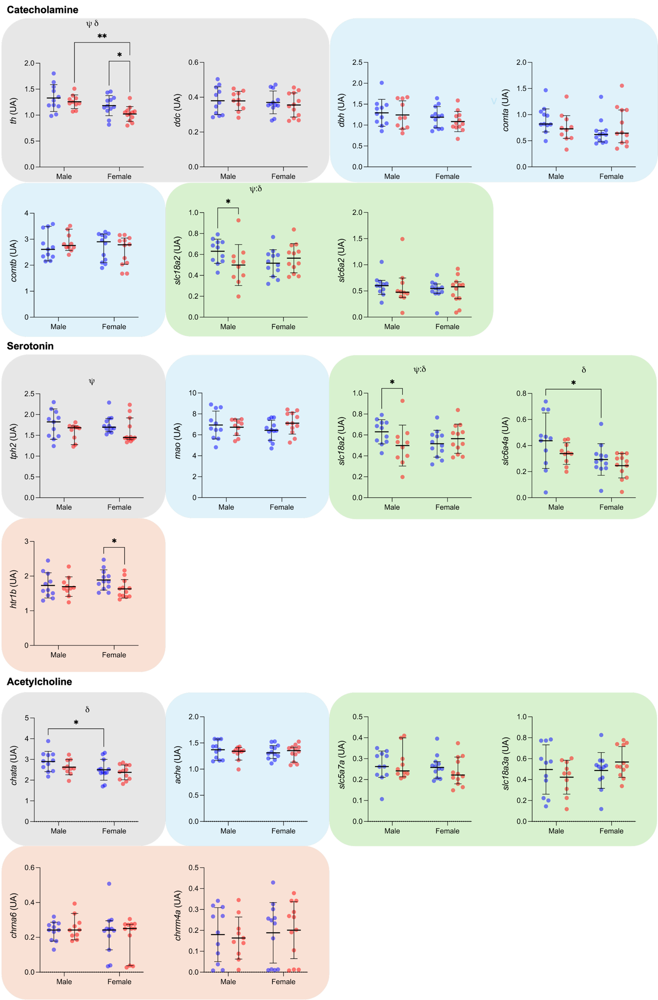 Catecholamine
ψ δ
**
*
th (UA)
2.0
1.5
1.0
0.5
0.0
Male
Female
ddc (UA)
0.6
0.4
0.2
0.0
Male
Female
dbh (UA)
2.5
2.0
1.5
1.0
0.5
0.0
Male
Female
v
comta (UA)
2.0
1.5
1.0
0.5
0.0
Male
Female
comtb (UA)
4
3
2
1
0
Male
Female
ψ:δ
*
slc18a2 (UA)
1.0
0.8
0.6
0.4
0.2
0.0
Male
Female
slc6a2 (UA)
2.0
1.5
1.0
0.5
0.0
Male
Female
Serotonin
ψ
tph2 (UA)
2.5
2.0
1.5
1.0
0.5
0.0
Male
Female
mao (UA)
10
8
6
4
2
0
Male
Female
ψ:δ
*
slc18a2 (UA)
1.0
0.8
0.6
0.4
0.2
0.0
Male
Female
δ
*
slc6a4a (UA)
0.8
0.6
0.4
0.2
0.0
Male
Female
*
htr1b (UA)
3
2
1
0
Male
Female
Acetylcholine
δ
*
chata (UA)
5
4
3
2
1
0
Male
Female
ache (UA)
2.0
1.5
1.0
0.5
0.0
Male
Female
slc5a7a (UA)
0.5
0.4
0.3
0.2
0.1
0.0
Male
Female
slc18a3a (UA)
1.0
0.8
0.6
0.4
0.2
0.0
Male
Female
chrna6 (UA)
0.6
0.4
0.2
0.0
Male
Female
chrrm4a (UA)
0.5
0.4
0.3
0.2
0.1
0.0
Male
Female